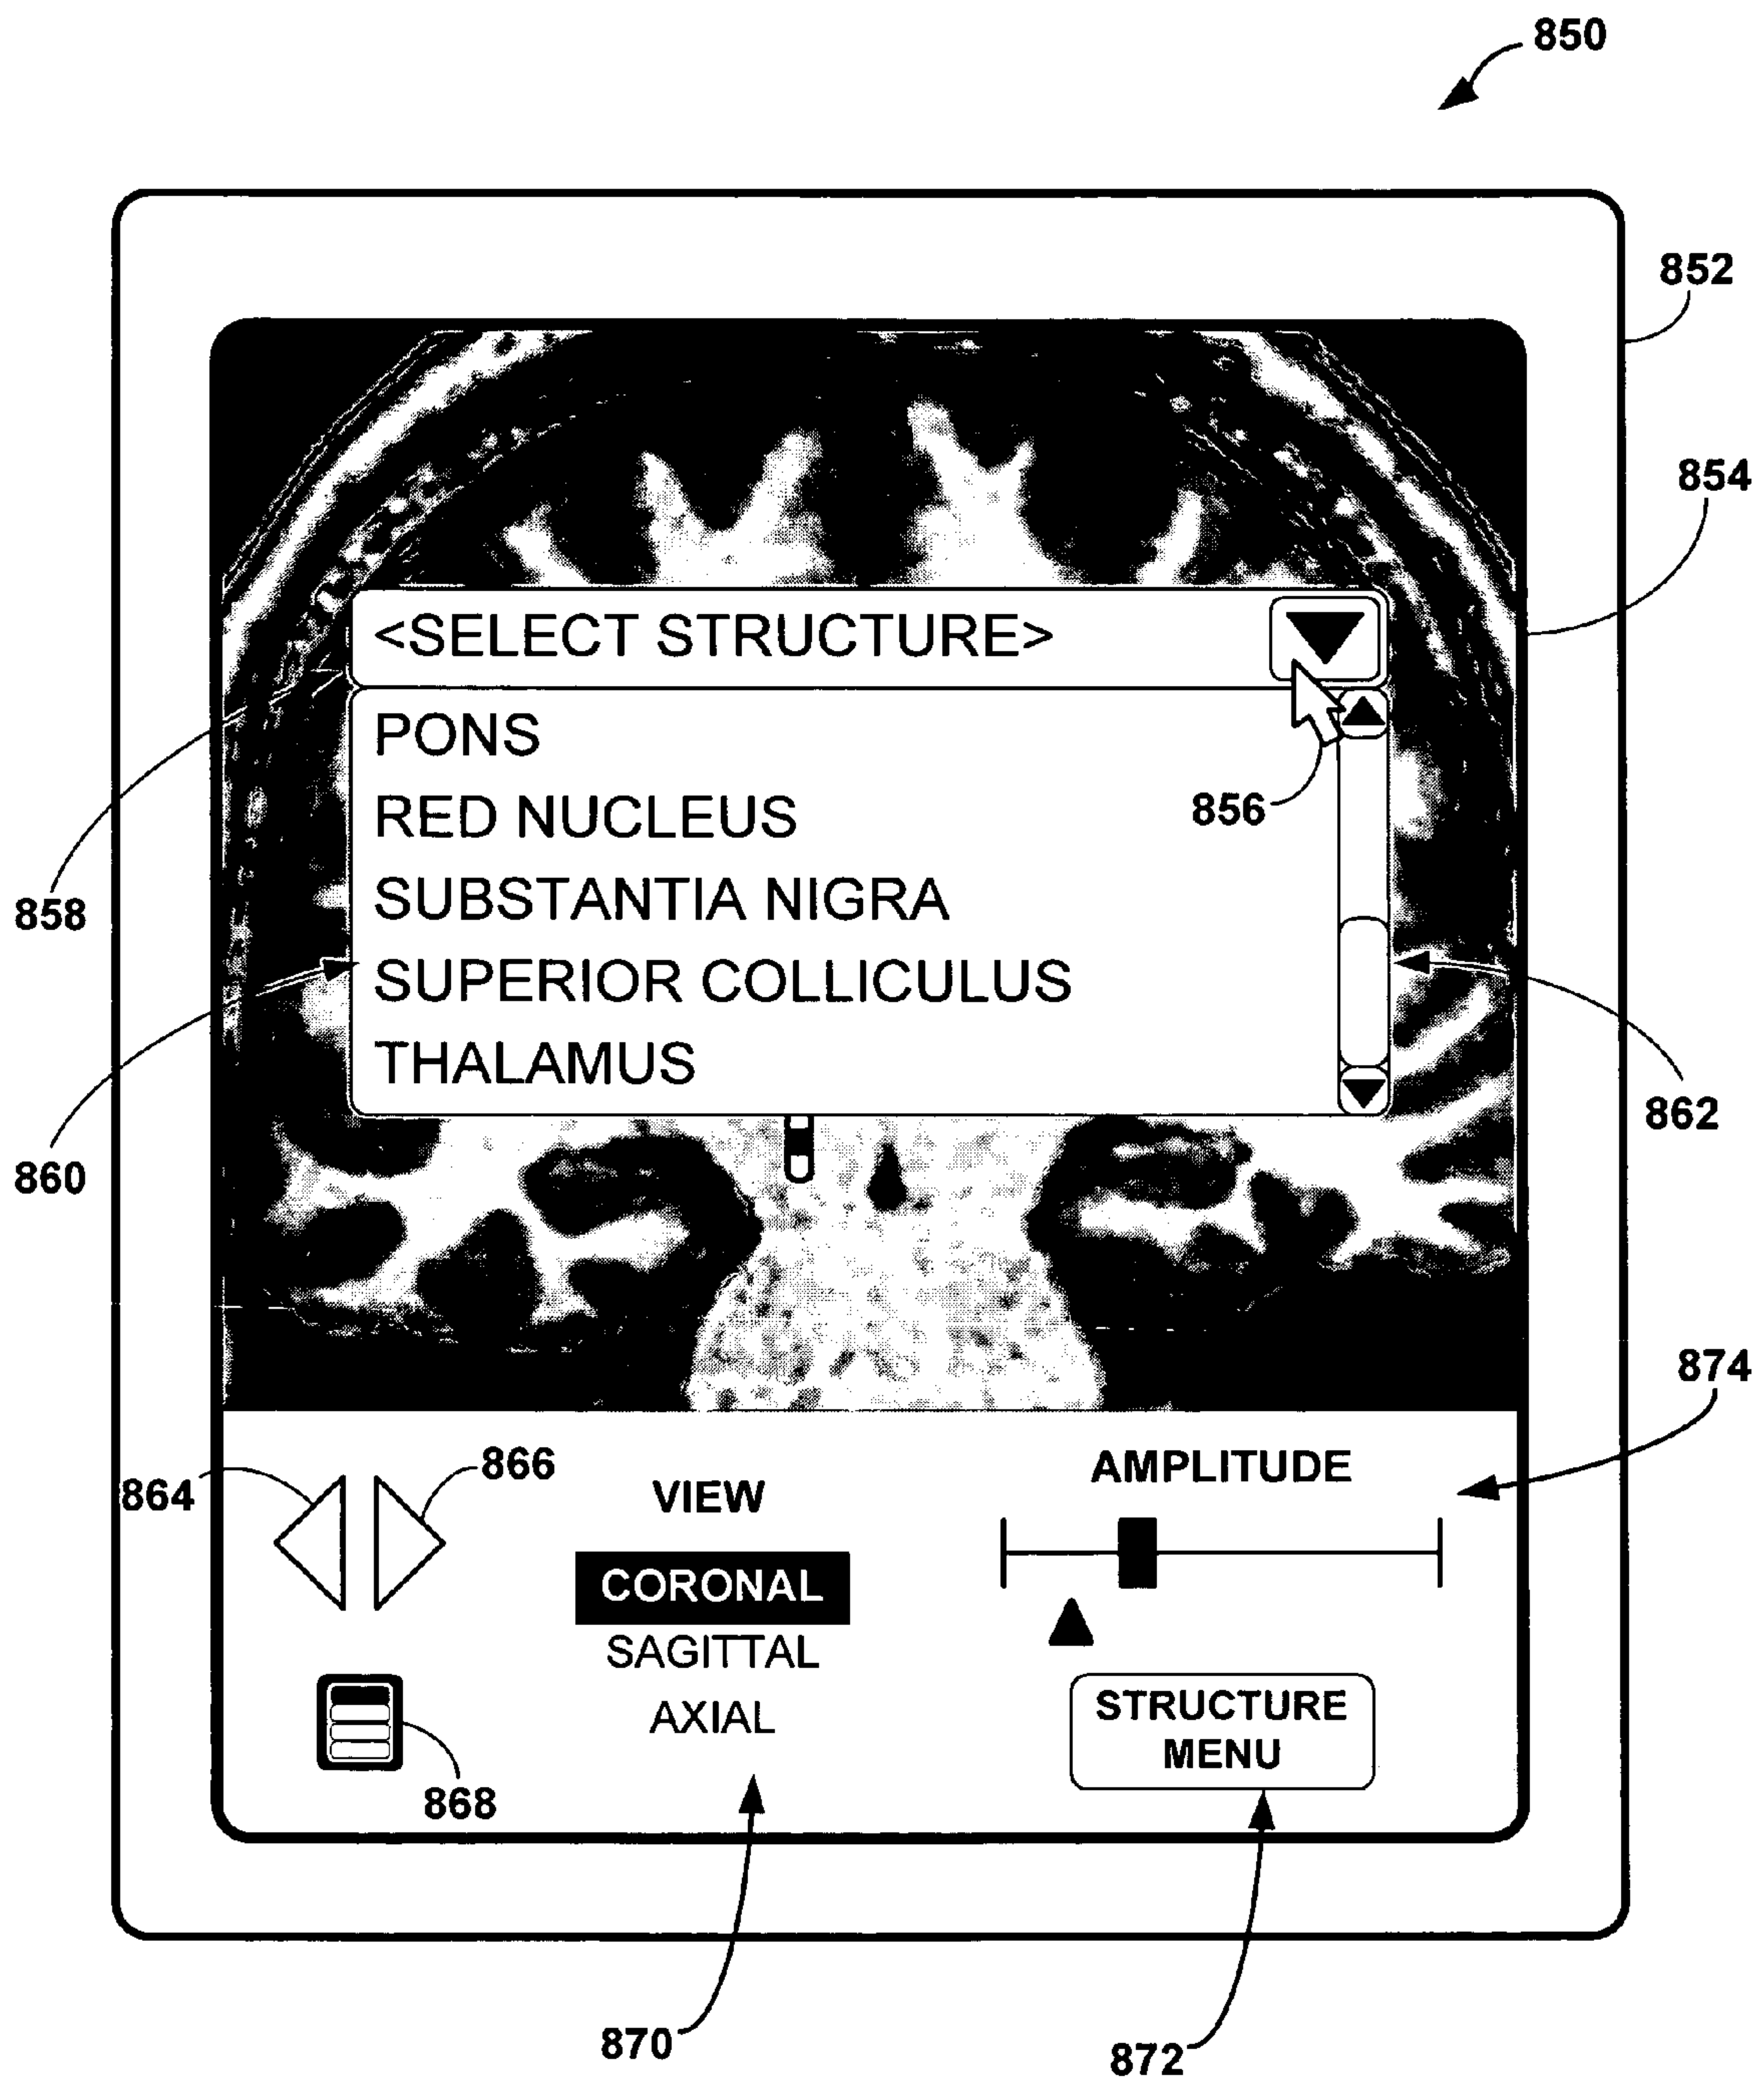 850
852
854
<SELECT STRUCTURE>
PONS
856
RED NUCLEUS
858
SUBSTANTIA NIGRA
SUPERIOR COLLICULUS
THALAMUS
862
860
874
864
866
VIEW
AMPLITUDE
CORONAL
SAGITTAL
AXIAL
STRUCTURE
MENU
868
870
872